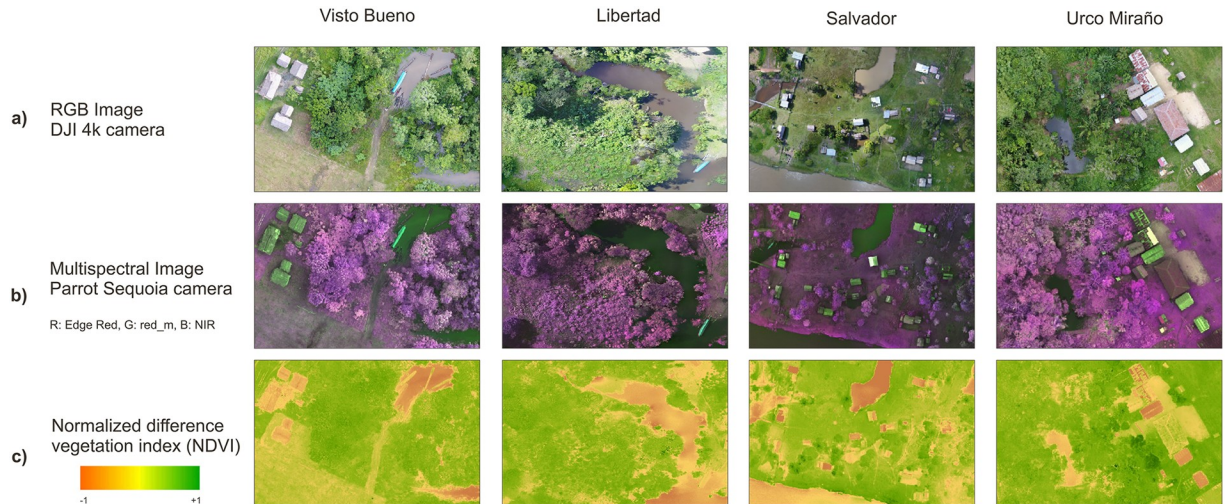 Visto Bueno
Libertad
Salvador
Urco Miraño
a)
RGB Image
DJI 4k camera
b)
Multispectral Image
Parrot Sequoia camera
R: Edge Red, G: red_m, B: NIR
c)
Normalized difference
vegetation index (NDVI)
-1
+1